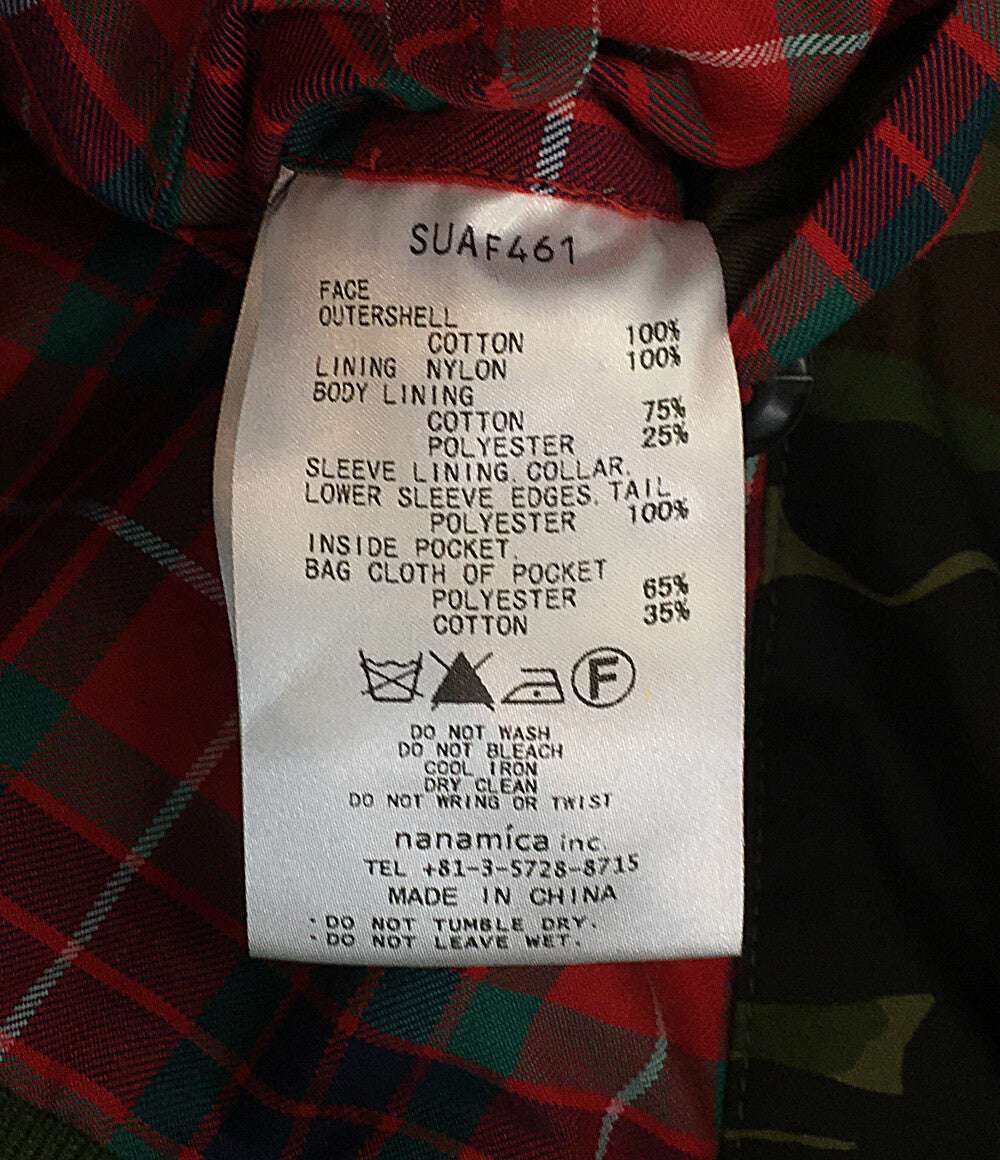 SUAF461
FACE
OUTERSHELL
COTTON 100%
LINING NYLON 100%
BODY LINING
COTTON 75%
POLYESTER 25%
SLEEVE LINING. COLLAR.
LOWER SLEEVE EDGES. TAIL
POLYESTER 100%
INSIDE POCKET.
BAG CLOTH OF POCKET
POLYESTER 65%
COTTON 35%
F
DO NOT WASH
DO NOT BLEACH
COOL IRON
DRY CLEAN
DO NOT WRING OR TWIST
nanamíca inc.
TEL +81-3-5728-8715
MADE IN CHINA
・DO NOT TUMBLE DRY.
・DO NOT LEAVE WET.